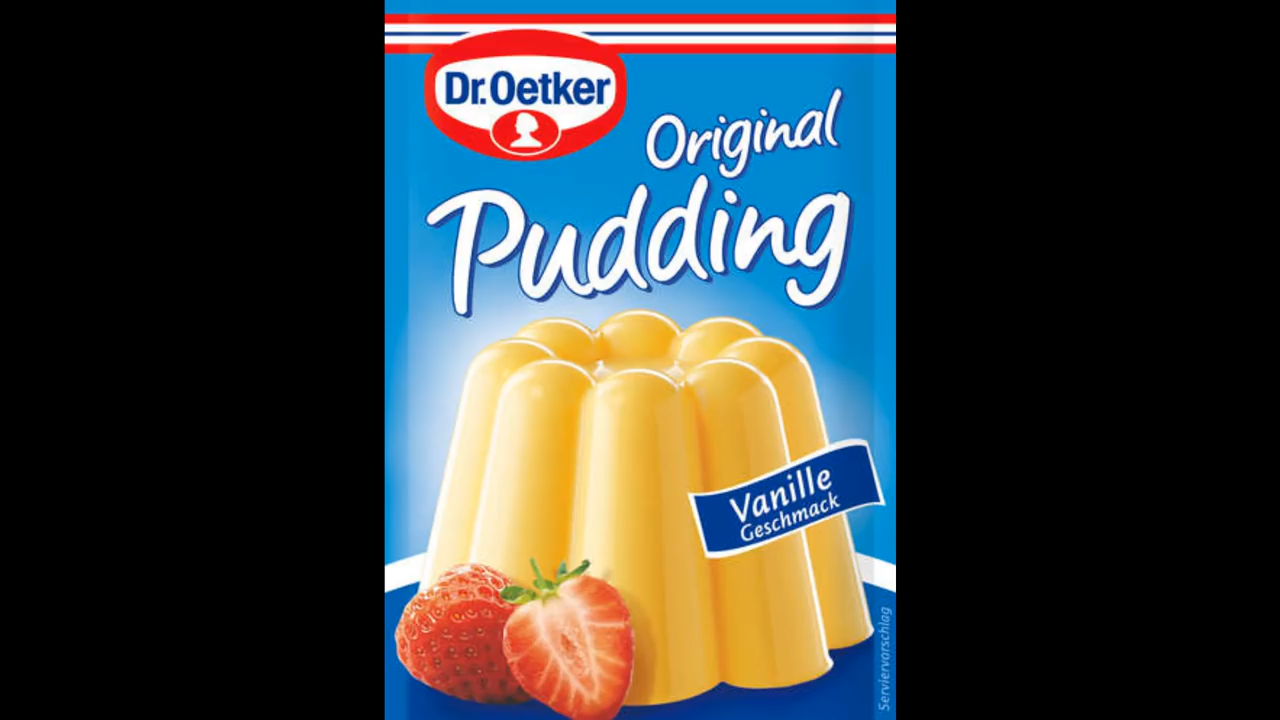 Dr.Oetker
Original
Pudding
Vanille
Geschmack
Serviervorschlag